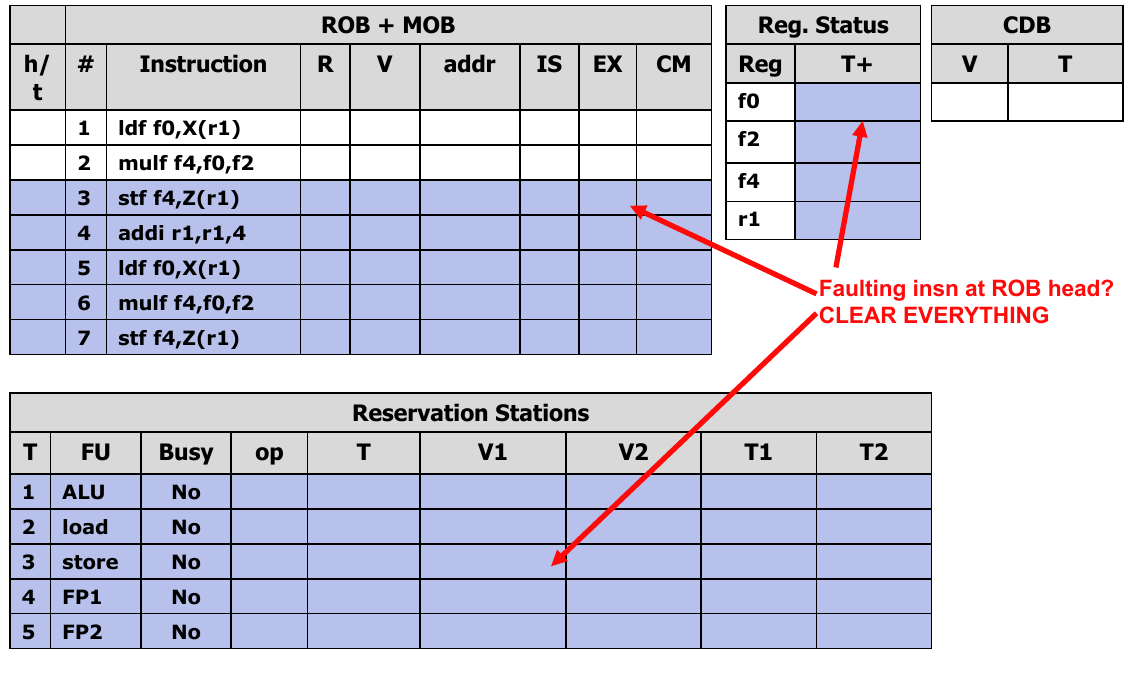 ROB + MOB
h/
t
# Instruction R V addr IS EX CM
1 ldf f0,X(r1)
2 mulf f4,f0,f2
3 stf f4,Z(r1)
4 addi r1,r1,4
5 ldf f0,X(r1)
6 mulf f4,f0,f2
7 stf f4,Z(r1)
Reg. Status
Reg T+
f0
f2
f4
r1
CDB
V T
Faulting insn at ROB head?
CLEAR EVERYTHING
Reservation Stations
T FU Busy op T V1 V2 T1 T2
1 ALU No
2 load No
3 store No
4 FP1 No
5 FP2 No